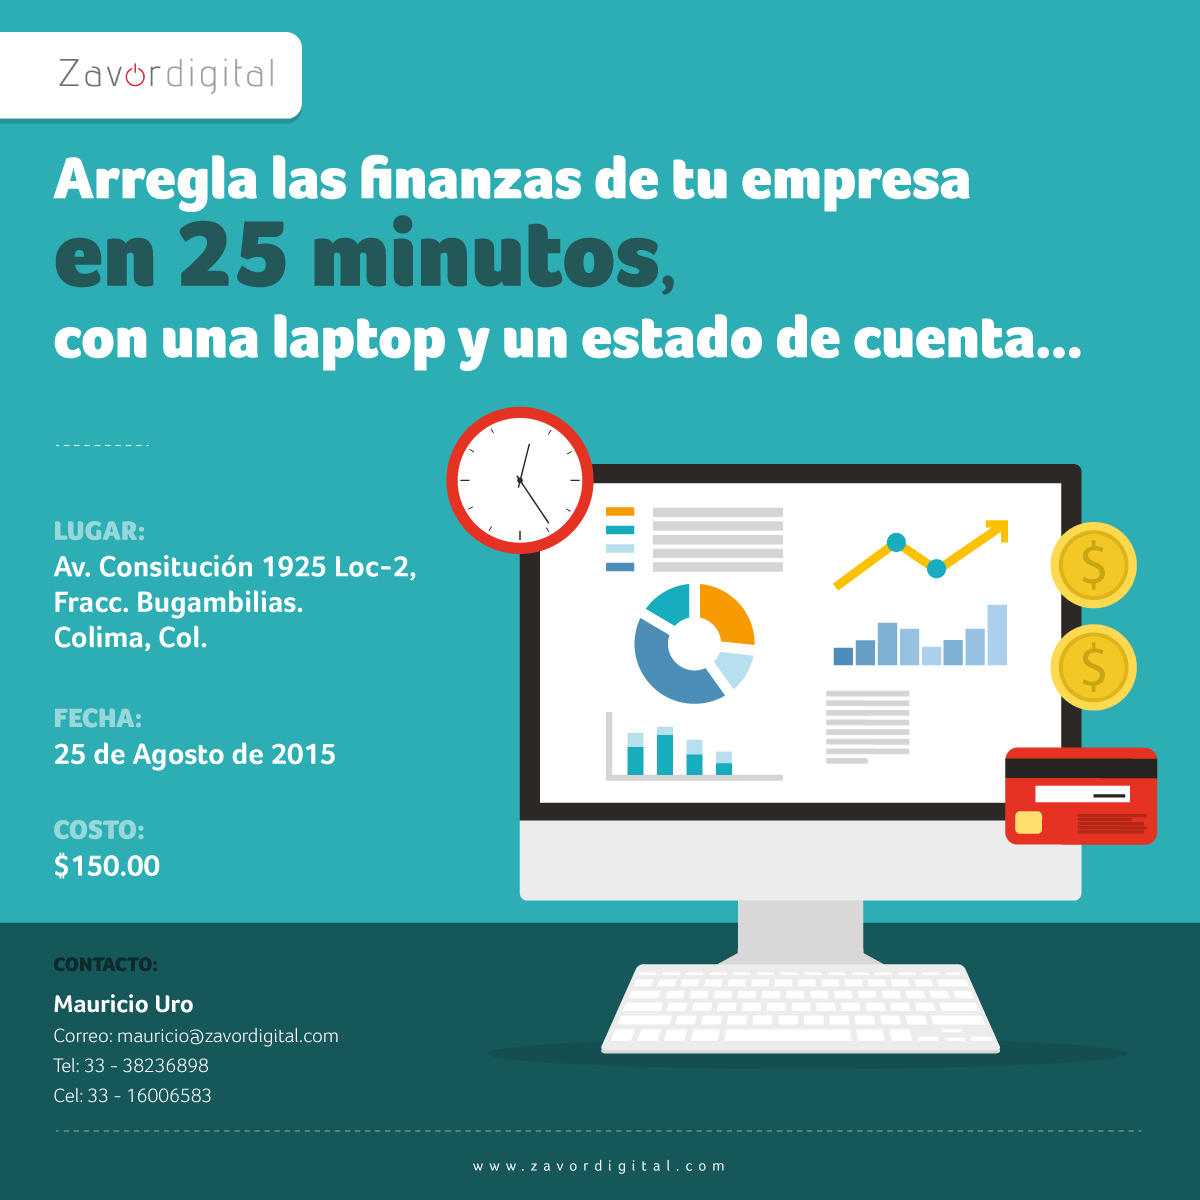 Zavordigital
Arregla las finanzas de tu empresa
en 25 minutos,
con una laptop y un estado de cuenta...
LUGAR:
Av. Consitución 1925 Loc-2,
Fracc. Bugambilias.
Colima, Col.
FECHA:
25 de Agosto de 2015
COSTO:
$150.00
$
$
CONTACTO:
Mauricio Uro
Correo: mauricio@zavordigital.com
Tel: 33 - 38236898
Cel: 33 - 16006583
www.zavordigital.com